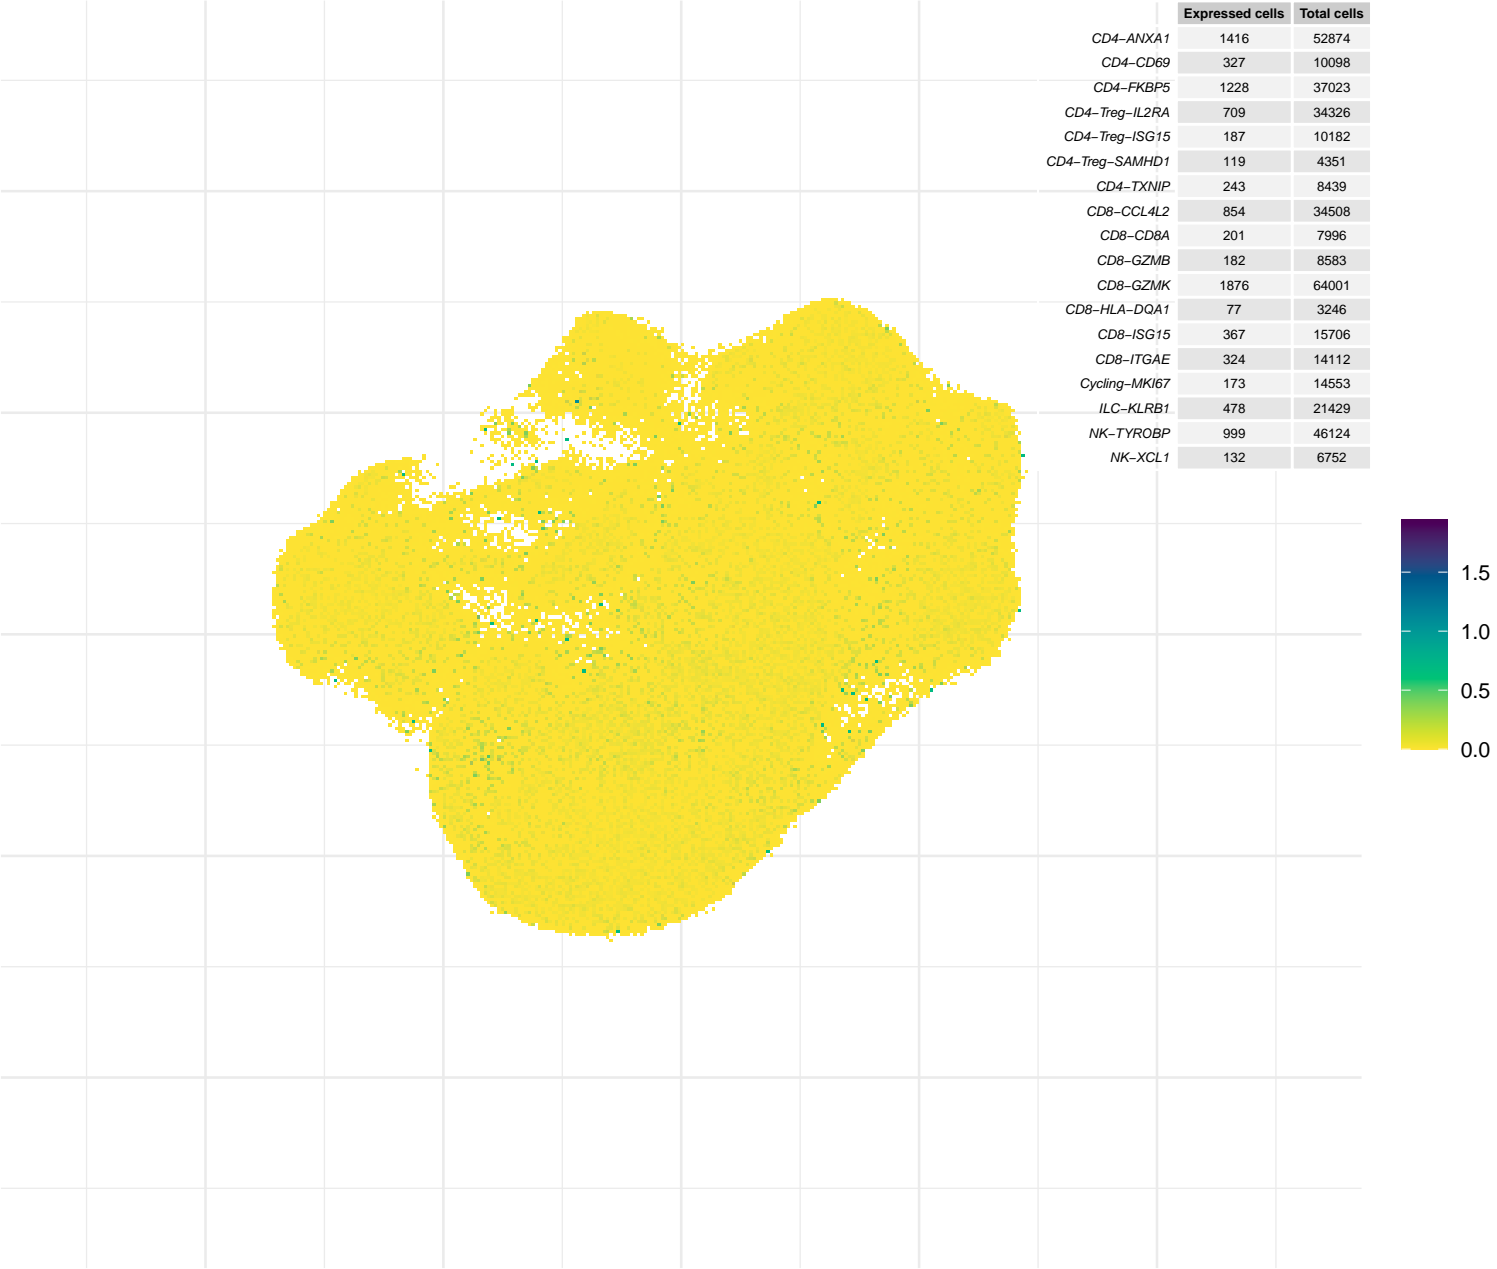 Expressed cells Total cells
CD4−ANXA1 1416 52874
CD4−CD69 327 10098
CD4−FKBP5 1228 37023
CD4−Treg−IL2RA 709 34326
CD4−Treg−ISG15 187 10182
CD4−Treg−SAMHD1 119 4351
CD4−TXNIP 243 8439
CD8−CCL4L2 854 34508
CD8−CD8A 201 7996
CD8−GZMB 182 8583
CD8−GZMK 1876 64001
CD8−HLA−DQA1 77 3246
CD8−ISG15 367 15706
CD8−ITGAE 324 14112
Cycling−MKI67 173 14553
ILC−KLRB1 478 21429
NK−TYROBP 999 46124
NK−XCL1 132 6752
1.5
1.0
0.5
0.0